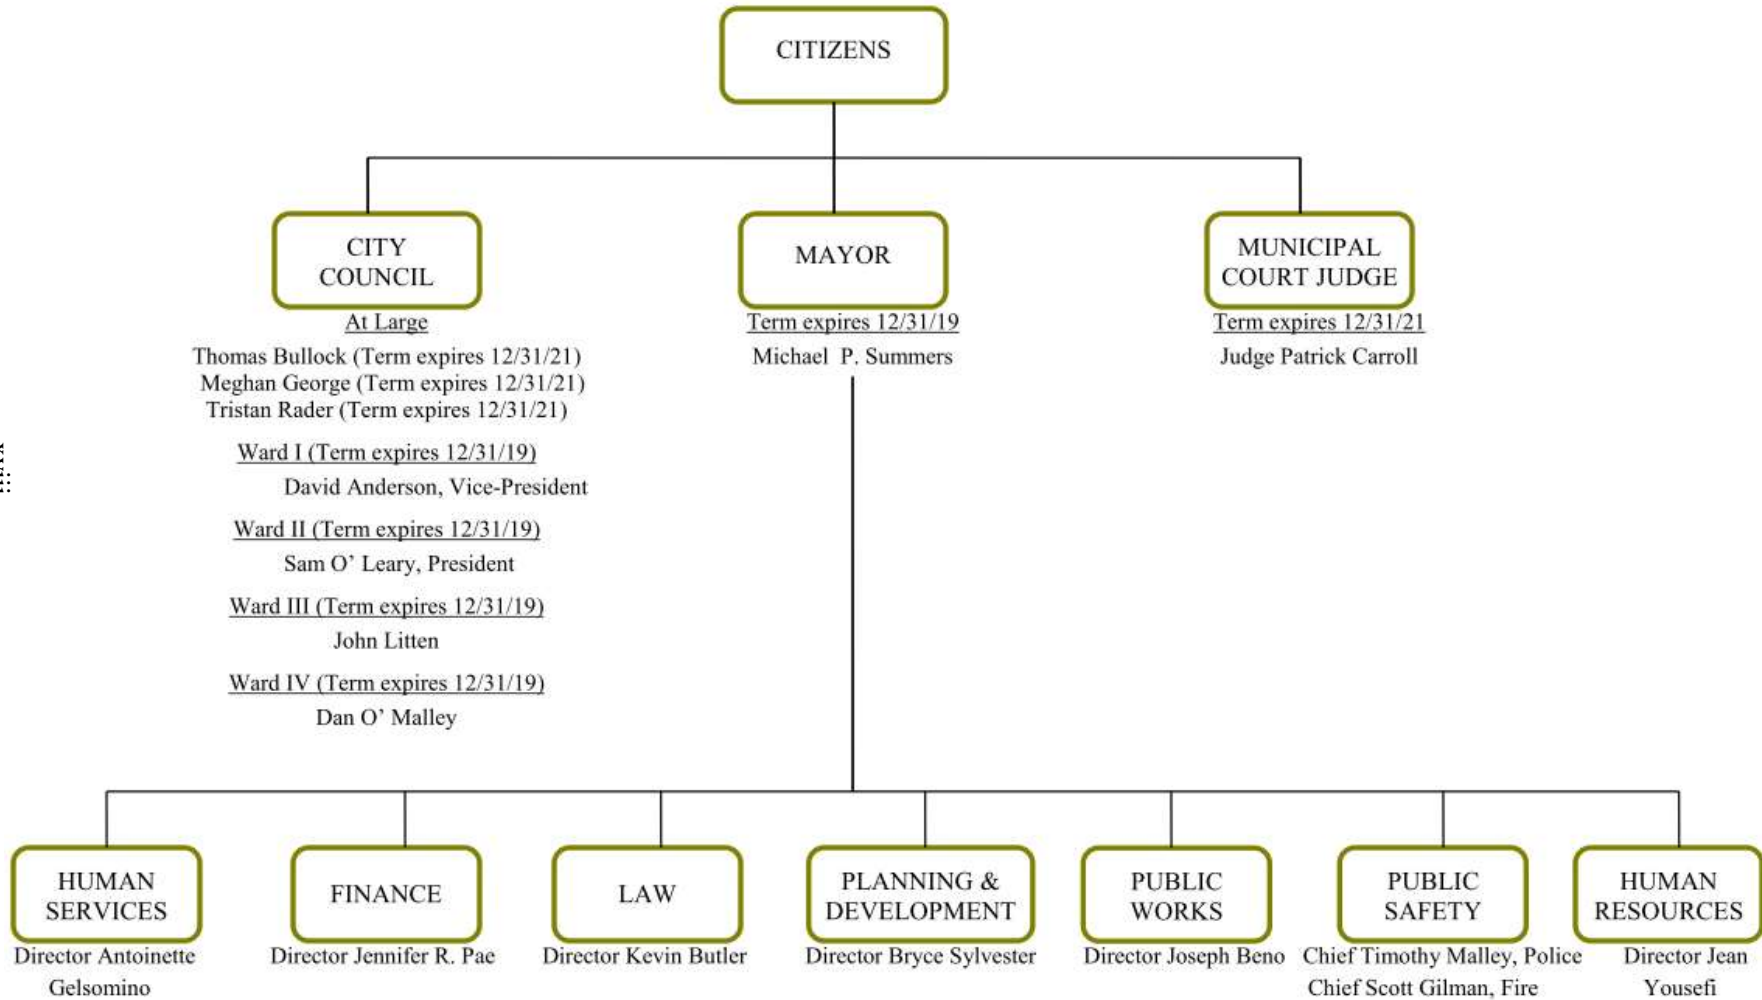 CITIZENS
CITY
COUNCIL
At Large
Thomas Bullock (Term expires 12/31/21)
Meghan George (Term expires 12/31/21)
Tristan Rader (Term expires 12/31/21)
Ward I (Term expires 12/31/19)
David Anderson, Vice-President
Ward II (Term expires 12/31/19)
Sam O’ Leary, President
Ward III (Term expires 12/31/19)
John Litten
Ward IV (Term expires 12/31/19)
Dan O’ Malley
MAYOR
Term expires 12/31/19
Michael P. Summers
MUNICIPAL
COURT JUDGE
Term expires 12/31/21
Judge Patrick Carroll
HUMAN
SERVICES
Director Antoinette
Gelsomino
FINANCE
Director Jennifer R. Pae
LAW
Director Kevin Butler
PLANNING &
DEVELOPMENT
Director Bryce Sylvester
PUBLIC
WORKS
Director Joseph Beno
PUBLIC
SAFETY
Chief Timothy Malley, Police
Chief Scott Gilman, Fire
HUMAN
RESOURCES
Director Jean
Yousefi